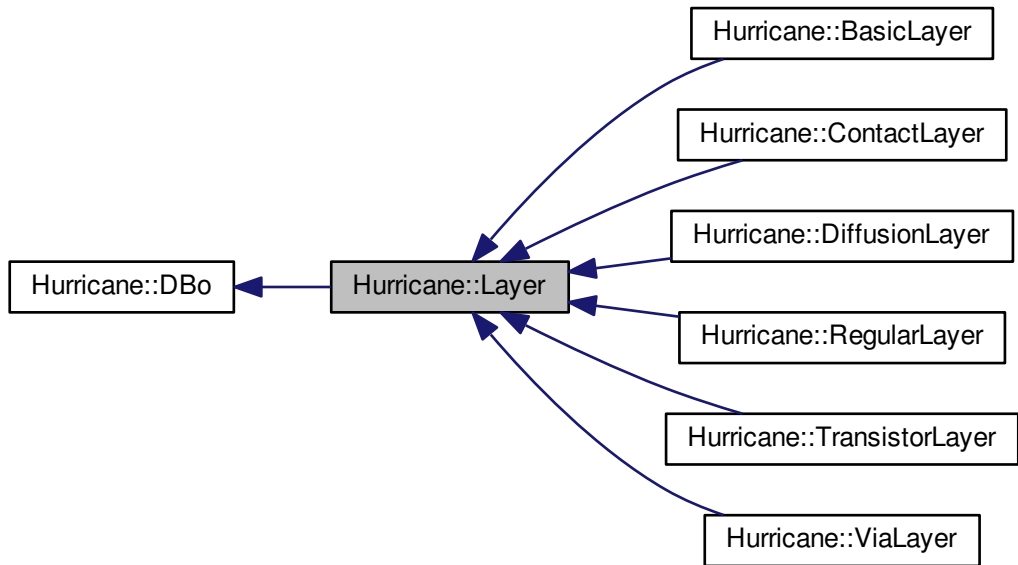 Hurricane::BasicLayer
Hurricane::ContactLayer
Hurricane::DiffusionLayer
Hurricane::DBo
Hurricane::Layer
Hurricane::RegularLayer
Hurricane::TransistorLayer
Hurricane::ViaLayer